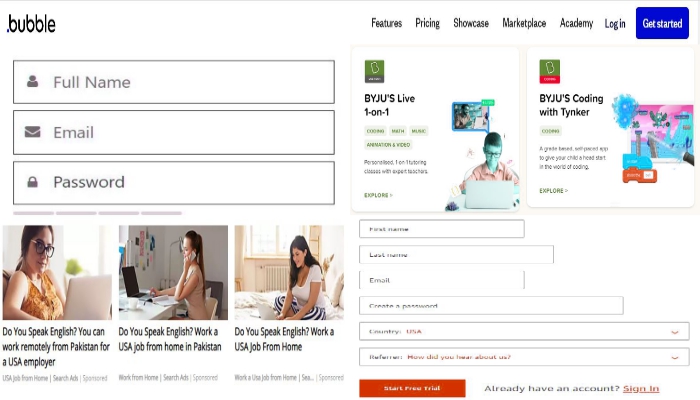 .bubble
Features Pricing Showcase Marketplace Academy Log in Get started
Full Name
Email
Password
BYJU'S Live
1-on-1
CODING MATH MUSIC
ANIMATION & VIDEO
Personalised, 1 on 1 tutoring
classes with expert teachers.
EXPLORE >
BYJU'S Coding
with Tynker
CODING
A grade based, self-paced app
to give your child a head start
in the world of coding.
EXPLORE >
Do You Speak English? You can
work remotely from Pakistan for
a USA employer
USA Job from Home | Search Ads | Sponsored
Do You Speak English? Work a
USA job from home in Pakistan
Work from Home | Search Ads | Sponsored
Do You Speak English? Work a
USA Job From Home
Work a Usa Job from Home | Sea... | Sponsored
First name
Last name
Email
Create a password
Country: USA
Referrer: How did you hear about us?
Start Free Trial
Already have an account? Sign In